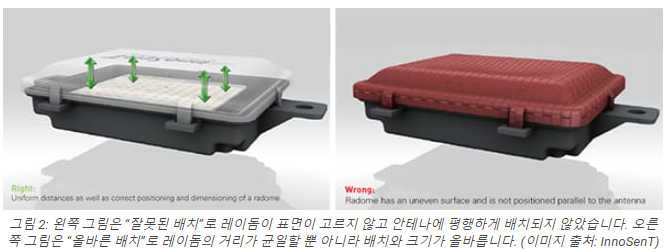 Right:
Uniform distances as well as correct positioning and dimensioning of a radome
Wrong:
Radome has an uneven surface and is not positioned parallel to the antenna
그림 2: 왼쪽 그림은 "잘못된 배치"로 레이돔이 표면이 고르지 않고 안테나에 평행하게 배치되지 않았습니다. 오른
쪽 그림은 "올바른 배치"로 레이돔의 거리가 균일할 뿐 아니라 배치와 크기가 올바릅니다. (이미지 출처: InnoSenT)